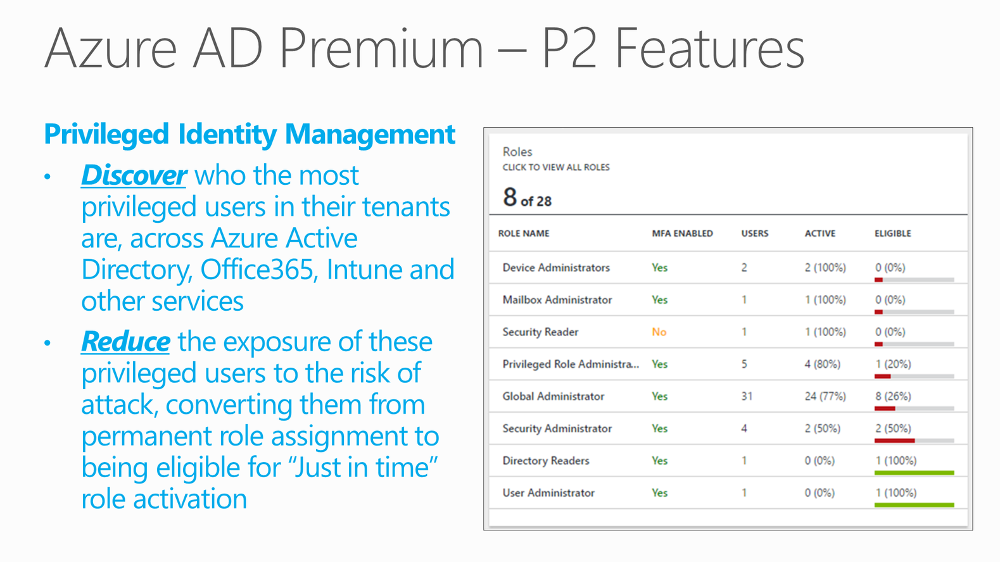 Azure AD Premium – P2 Features
Privileged Identity Management
• Discover who the most
privileged users in their tenants
are, across Azure Active
Directory, Office365, Intune and
other services
• Reduce the exposure of these
privileged users to the risk of
attack, converting them from
permanent role assignment to
being eligible for “Just in time”
role activation
Roles
CLICK TO VIEW ALL ROLES
8 of 28
ROLE NAME MFA ENABLED USERS ACTIVE ELIGIBLE
Device Administrators Yes 2 2 (100%) 0 (0%)
Mailbox Administrator Yes 1 1 (100%) 0 (0%)
Security Reader No 1 1 (100%) 0 (0%)
Privileged Role Administra... Yes 5 4 (80%) 1 (20%)
Global Administrator Yes 31 24 (77%) 8 (26%)
Security Administrator Yes 4 2 (50%) 2 (50%)
Directory Readers Yes 1 0 (0%) 1 (100%)
User Administrator Yes 1 0 (0%) 1 (100%)